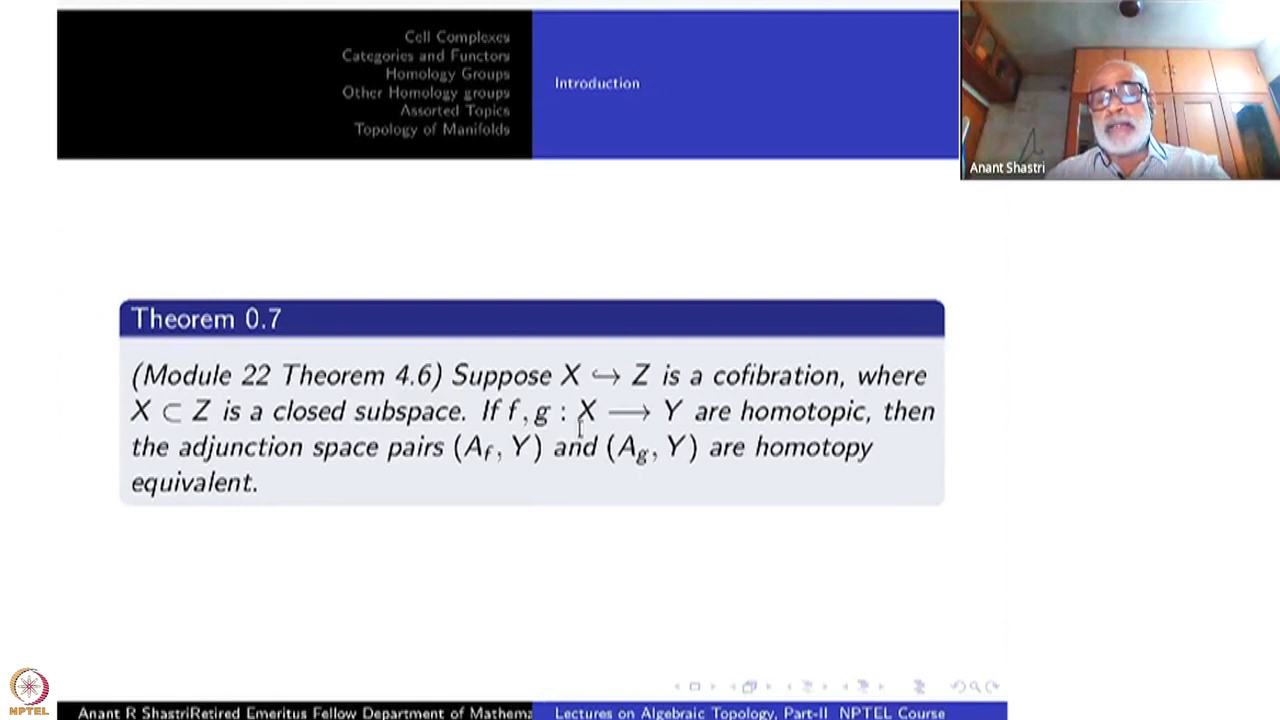 Cell Complexes
Categories and Functors
Homology Groups
Other Homology groups
Assorted Topics
Topology of Manifolds
Introduction
Anant Shastri
Theorem 0.7
(Module 22 Theorem 4.6) Suppose X ↪ Z is a cofibration, where
X ⊂ Z is a closed subspace. If f, g : X ⟶ Y are homotopic, then
the adjunction space pairs (A_f, Y) and (A_g, Y) are homotopy
equivalent.
NPTEL
Anant R ShastriRetired Emeritus Fellow Department of Mathema
Lectures on Algebraic Topology, Part-II NPTEL Course